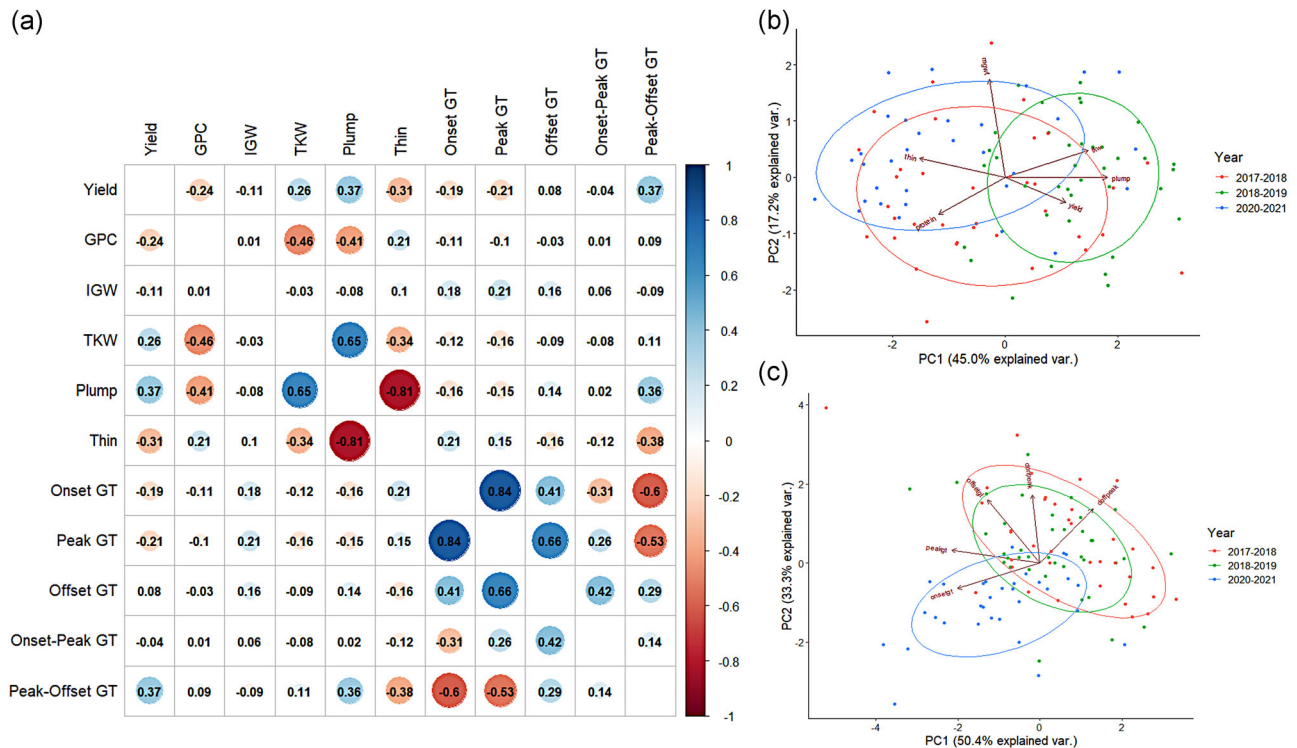 (a)
Yield
GPC
IGW
TKW
Plump
Thin
Onset GT
Peak GT
Offset GT
Onset-Peak GT
Peak-Offset GT
Yield -0.24 -0.11 0.26 0.37 -0.31 -0.19 -0.21 0.08 -0.04 0.37
GPC -0.24 0.01 -0.46 -0.41 0.21 -0.11 -0.1 -0.03 0.01 0.09
IGW -0.11 0.01 -0.03 -0.08 0.1 0.18 0.21 0.16 0.06 -0.09
TKW 0.26 -0.46 -0.03 0.65 -0.34 -0.12 -0.16 -0.09 -0.08 0.11
Plump 0.37 -0.41 -0.08 0.65 -0.81 -0.16 -0.15 0.14 0.02 0.36
Thin -0.31 0.21 0.1 -0.34 -0.81 0.21 0.15 -0.16 -0.12 -0.38
Onset GT -0.19 -0.11 0.18 -0.12 -0.16 0.21 0.84 0.41 -0.31 -0.6
Peak GT -0.21 -0.1 0.21 -0.16 -0.15 0.15 0.84 0.66 0.26 -0.53
Offset GT 0.08 -0.03 0.16 -0.09 0.14 -0.16 0.41 0.66 0.42 0.29
Onset-Peak GT -0.04 0.01 0.06 -0.08 0.02 -0.12 -0.31 0.26 0.42 0.14
Peak-Offset GT 0.37 0.09 -0.09 0.11 0.36 -0.38 -0.6 -0.53 0.29 0.14
1
0.8
0.6
0.4
0.2
0
-0.2
-0.4
-0.6
-0.8
-1
(b)
PC2 (17.2% explained var.)
2
1
0
-1
-2
thin
plump
yield
protein
-2 0 2
PC1 (45.0% explained var.)
Year
2017-2018
2018-2019
2020-2021
(c)
PC2 (33.3% explained var.)
4
2
0
-2
offsetgt
doffpeak
onsetgt
-4 -2 0 2
PC1 (50.4% explained var.)
Year
2017-2018
2018-2019
2020-2021